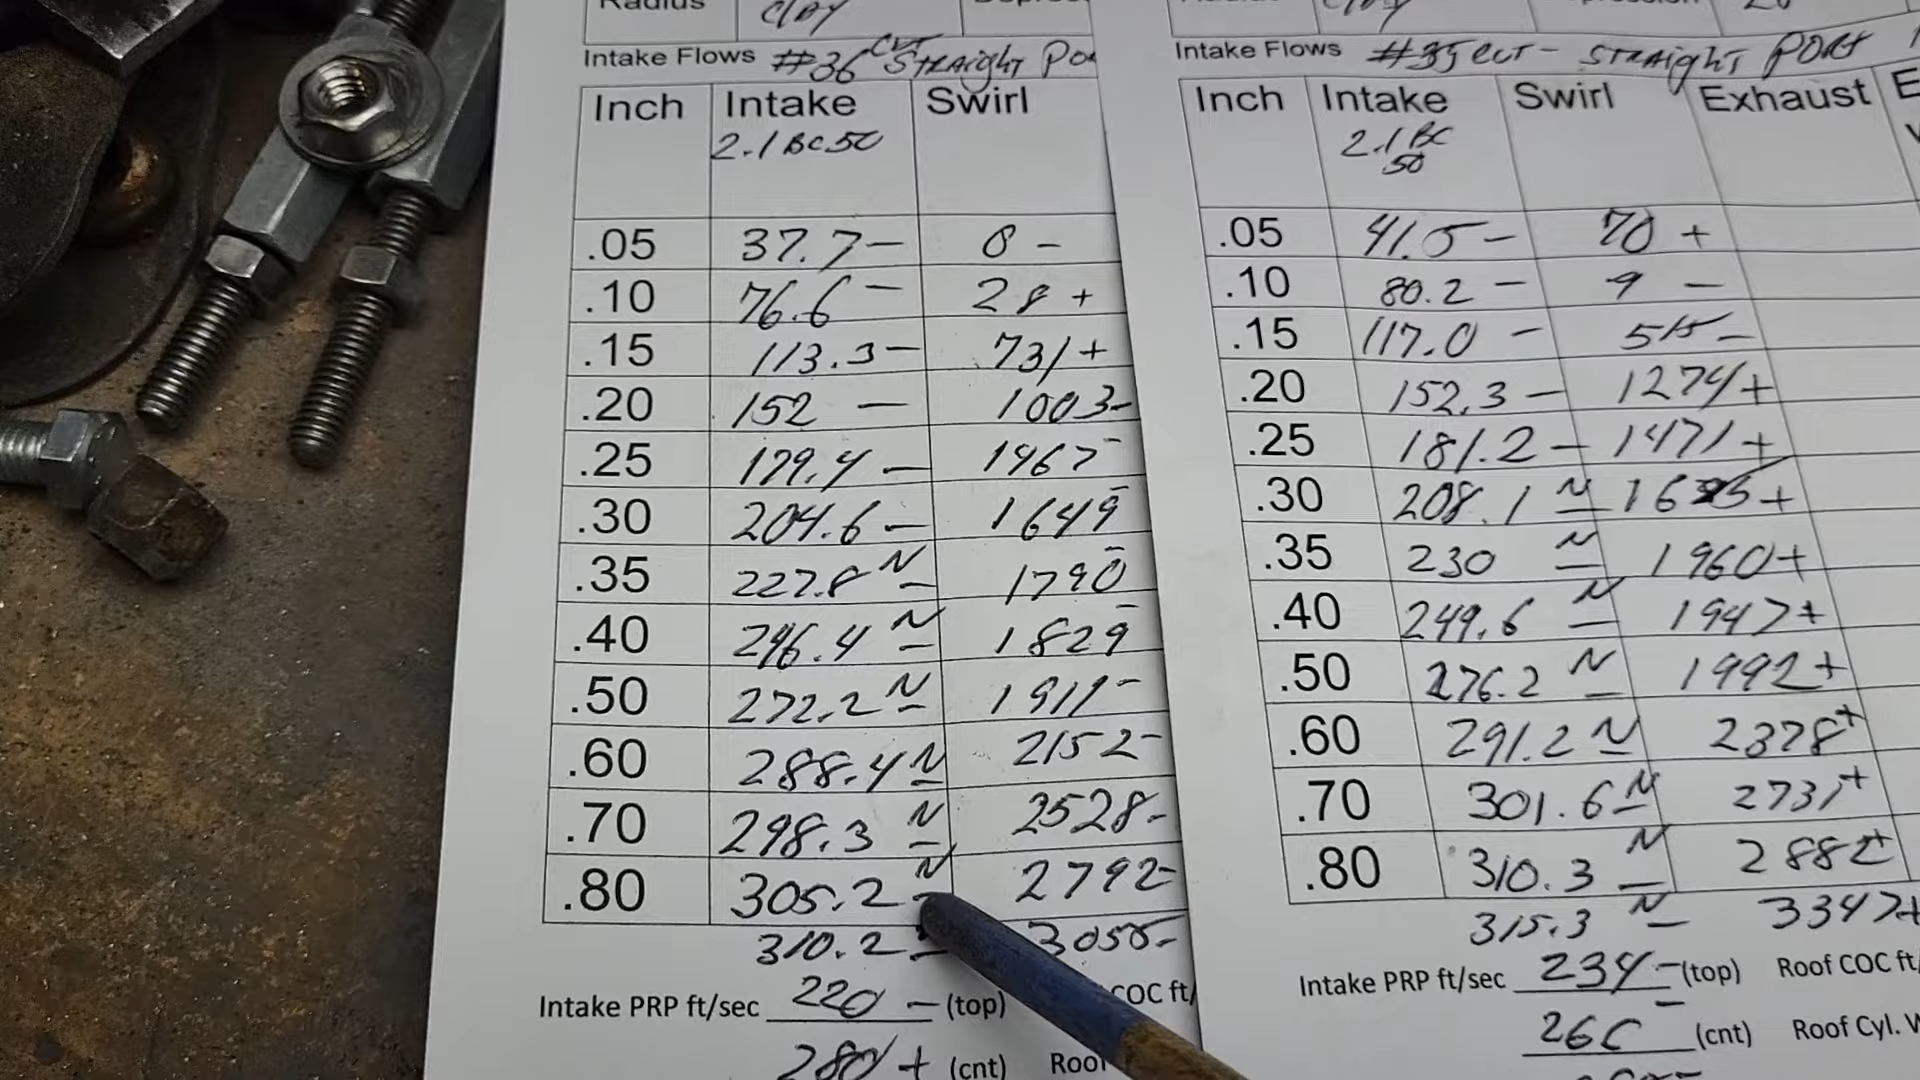 Radius Clay
Intake Flows #36 CUT STRAIGHT
Inch Intake Swirl
2.1 BC 50
.05 37.7 - 0 -
.10 76.6 - 28 +
.15 113.3 - 731 +
.20 152 - 1003 -
.25 179.4 - 1467 -
.30 204.6 - 1649 -
.35 227.8 N - 1790 -
.40 246.4 N - 1829 -
.50 272.2 N - 1911 -
.60 288.4 N - 2152 -
.70 298.3 N - 2528 -
.80 305.2 N - 2792 -
310.2 -
Intake PRP ft/sec 220 - (top) COC ft/
280 + (cnt) Roof
Intake Flows #35 CUT - STRAIGHT PORT
Inch Intake Swirl Exhaust E
2.1 BC
50
.05 41.5 - 70 +
.10 80.2 - 9 -
.15 117.0 - 515 -
.20 152.3 - 1274 +
.25 181.2 - 1471 +
.30 208.1 N -
.35 230 N - 1960 +
.40 249.6 N - 1947 +
.50 276.2 N - 1992 +
.60 291.2 N - 2378 +
.70 301.6 N - 2731 +
.80 310.3 N - 2882 +
315.3 N - 3347 +
Intake PRP ft/sec 234 - (top) Roof COC ft/
(cnt) Roof Cyl. W